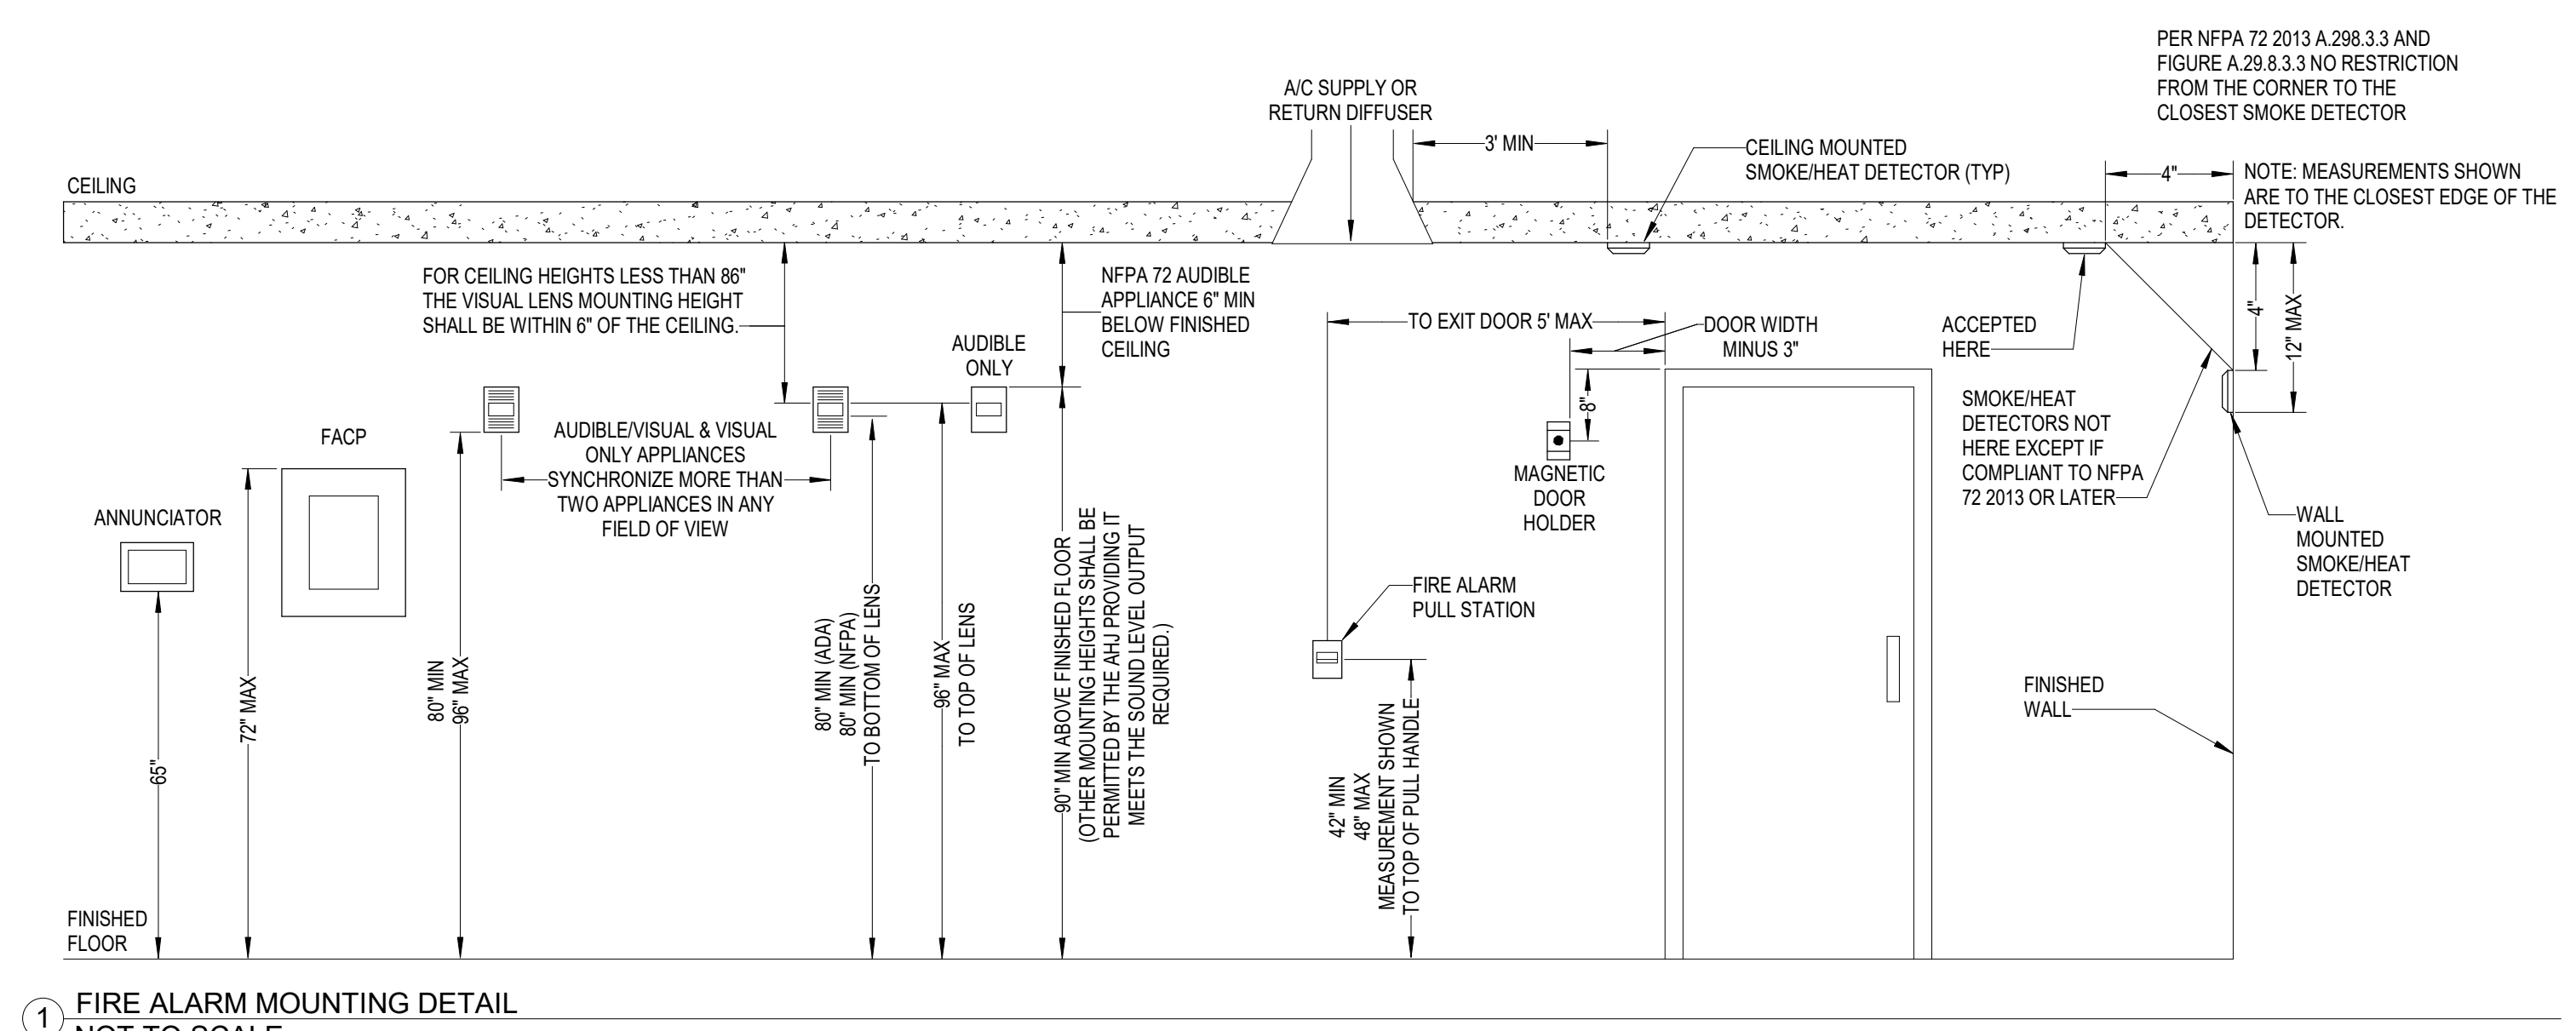 PER NFPA 72 2013 A.298.3.3 AND
FIGURE A.29.8.3.3 NO RESTRICTION
FROM THE CORNER TO THE
CLOSEST SMOKE DETECTOR
A/C SUPPLY OR
RETURN DIFFUSER
3' MIN
CEILING MOUNTED
SMOKE/HEAT DETECTOR (TYP)
4"
NOTE: MEASUREMENTS SHOWN
ARE TO THE CLOSEST EDGE OF THE
DETECTOR.
CEILING
FOR CEILING HEIGHTS LESS THAN 86"
THE VISUAL LENS MOUNTING HEIGHT
SHALL BE WITHIN 6" OF THE CEILING.
NFPA 72 AUDIBLE
APPLIANCE 6" MIN
BELOW FINISHED
CEILING
AUDIBLE
ONLY
TO EXIT DOOR 5' MAX
DOOR WIDTH
MINUS 3"
8"
ACCEPTED
HERE
4"
12" MAX
SMOKE/HEAT
DETECTORS NOT
HERE EXCEPT IF
COMPLIANT TO NFPA
72 2013 OR LATER
WALL
MOUNTED
SMOKE/HEAT
DETECTOR
MAGNETIC
DOOR
HOLDER
FACP
ANNUNCIATOR
AUDIBLE/VISUAL & VISUAL
ONLY APPLIANCES
SYNCHRONIZE MORE THAN
TWO APPLIANCES IN ANY
FIELD OF VIEW
65"
72" MAX
80" MIN
96" MAX
80" MIN (ADA)
80" MIN (NFPA)
TO BOTTOM OF LENS
96" MAX
TO TOP OF LENS
90" MIN ABOVE FINISHED FLOOR
(OTHER MOUNTING HEIGHTS SHALL BE
PERMITTED BY THE AHJ PROVIDING IT
MEETS THE SOUND LEVEL OUTPUT
REQUIRED.)
FIRE ALARM
PULL STATION
42" MIN
48" MAX
MEASUREMENT SHOWN
TO TOP OF PULL HANDLE
FINISHED
WALL
FINISHED
FLOOR
1
FIRE ALARM MOUNTING DETAIL
NOT TO SCALE